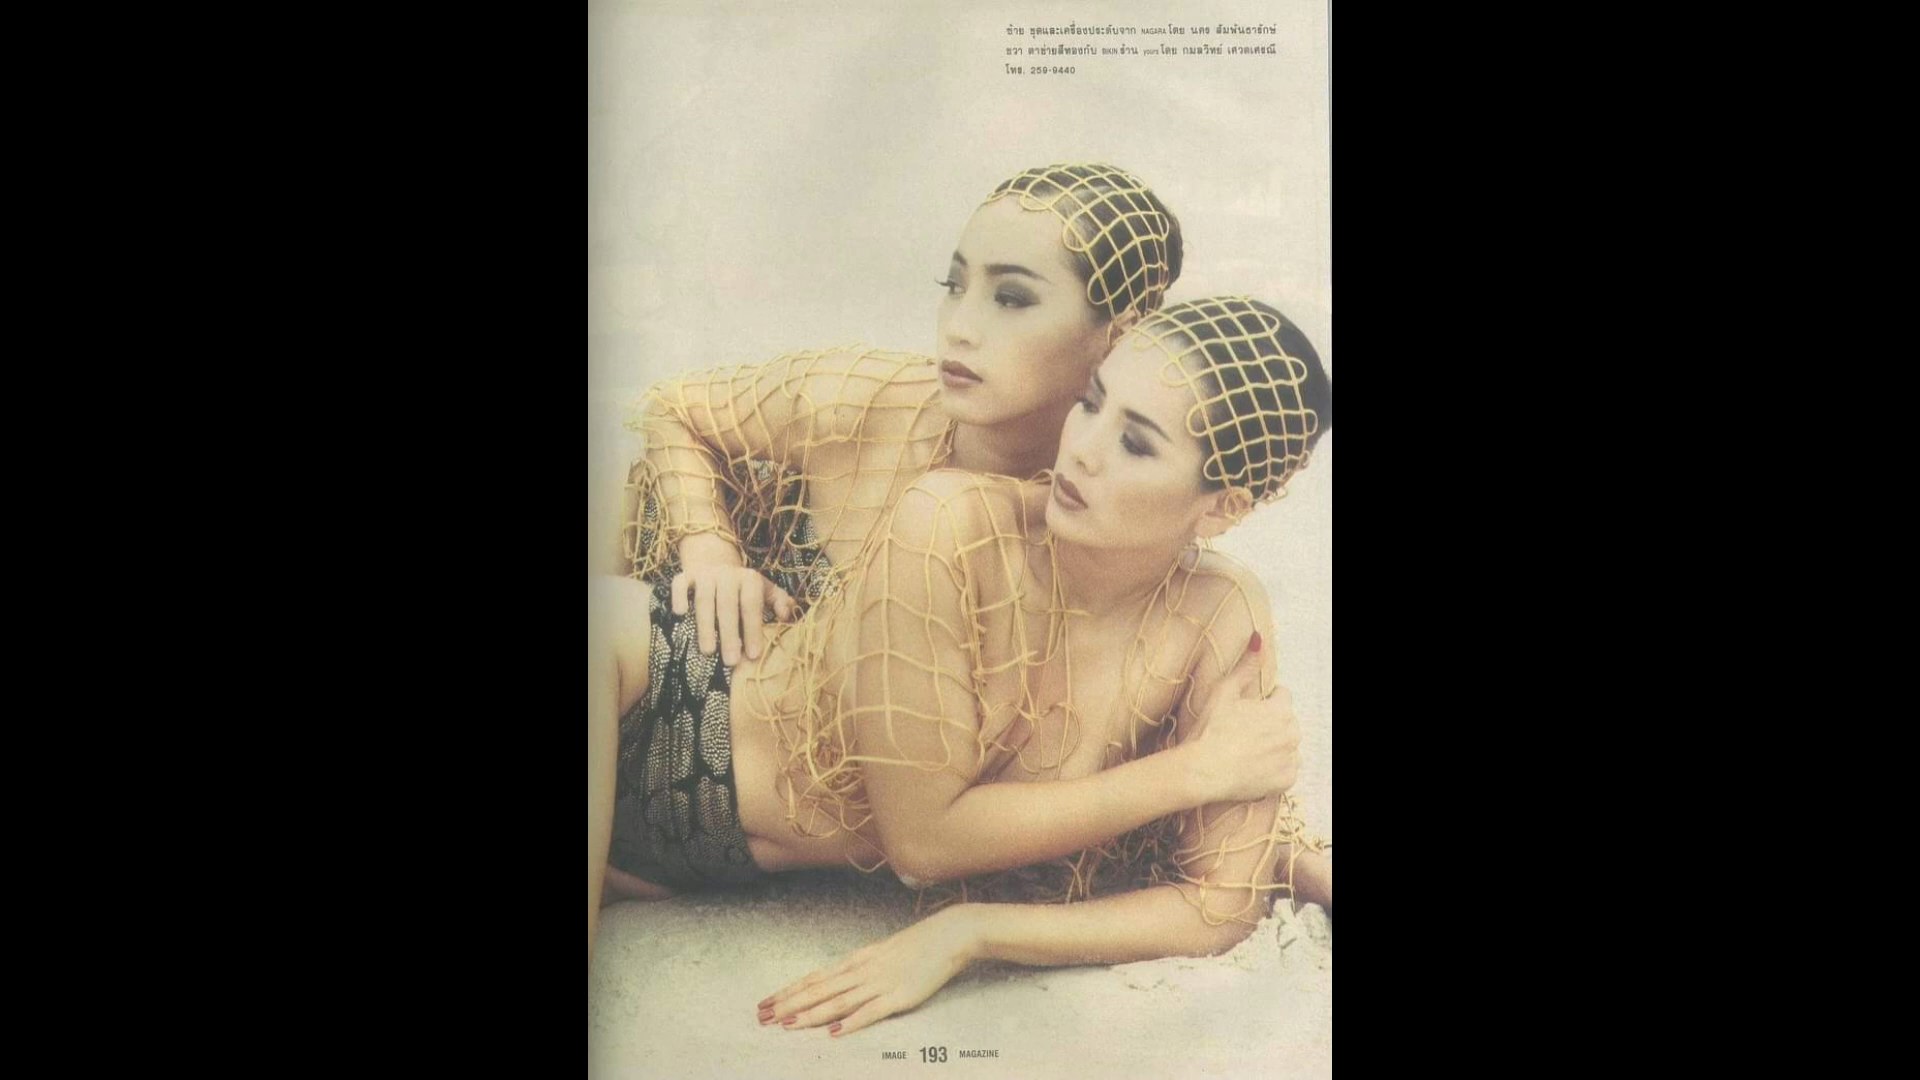 ซ้าย ชุดและเครื่องประดับจาก NAGARA โดย นคร สัมพันธารักษ์
ขวา ตาข่ายสีทองกับ BIKIN ร้าน yours โดย กมลวิทย์ เศวตเศรณี
โทร. 259-9440
IMAGE 193 MAGAZINE